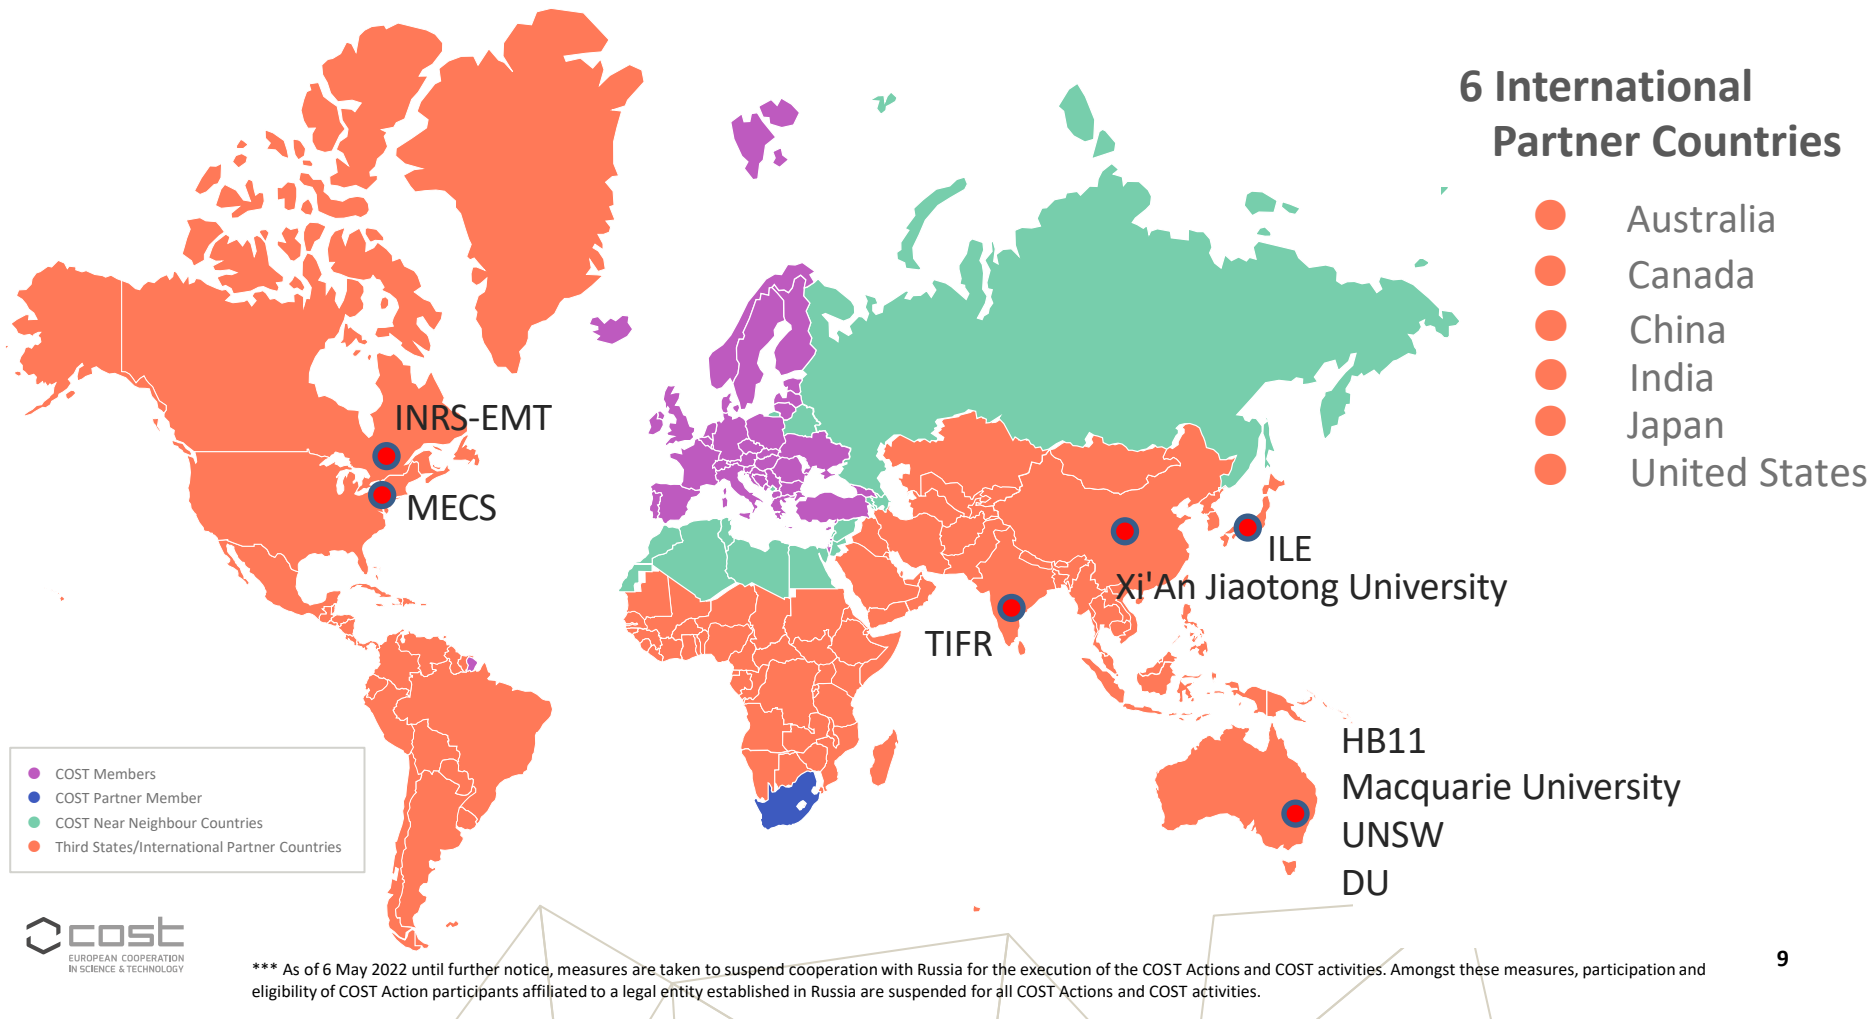 6 International
Partner Countries
Australia
Canada
China
India
Japan
United States
INRS-EMT
MECS
ILE
Xi'An Jiaotong University
TIFR
HB11
Macquarie University
UNSW
DU
COST Members
COST Partner Member
COST Near Neighbour Countries
Third States/International Partner Countries
cost
EUROPEAN COOPERATION
IN SCIENCE & TECHNOLOGY
*** As of 6 May 2022 until further notice, measures are taken to suspend cooperation with Russia for the execution of the COST Actions and COST activities. Amongst these measures, participation and
eligibility of COST Action participants affiliated to a legal entity established in Russia are suspended for all COST Actions and COST activities.
9